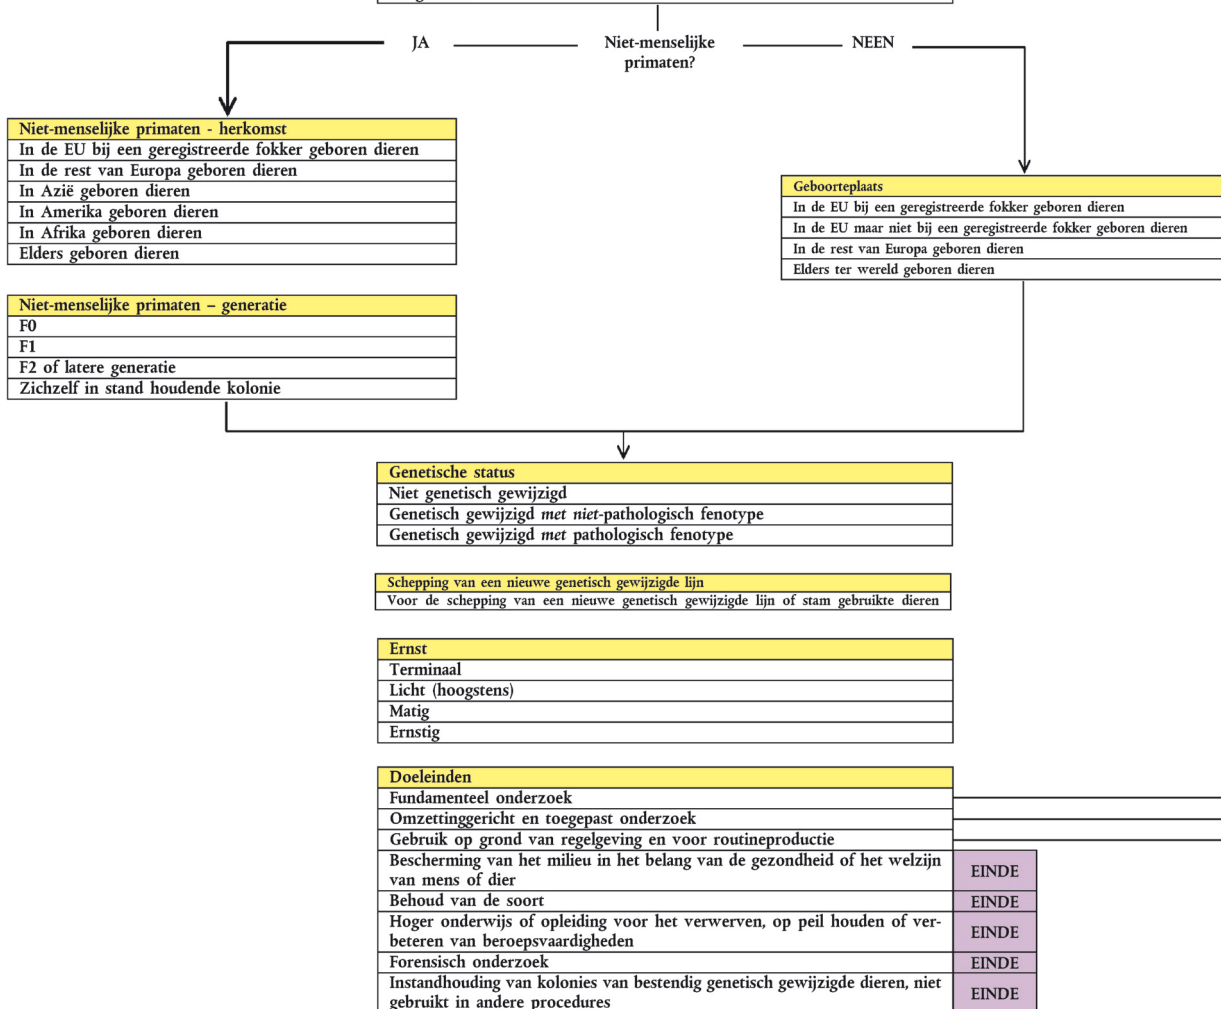 JA
Niet-menselijke
primaten?
NEEN
Niet-menselijke primaten - herkomst
In de EU bij een geregistreerde fokker geboren dieren
In de rest van Europa geboren dieren
In Azië geboren dieren
In Amerika geboren dieren
In Afrika geboren dieren
Elders geboren dieren
Geboorteplaats
In de EU bij een geregistreerde fokker geboren dieren
In de EU maar niet bij een geregistreerde fokker geboren dieren
In de rest van Europa geboren dieren
Elders ter wereld geboren dieren
Niet-menselijke primaten – generatie
F0
F1
F2 of latere generatie
Zichzelf in stand houdende kolonie
Genetische status
Niet genetisch gewijzigd
Genetisch gewijzigd met niet-pathologisch fenotype
Genetisch gewijzigd met pathologisch fenotype
Schepping van een nieuwe genetisch gewijzigde lijn
Voor de schepping van een nieuwe genetisch gewijzigde lijn of stam gebruikte dieren
Ernst
Terminaal
Licht (hoogstens)
Matig
Ernstig
Doeleinden
Fundamenteel onderzoek
Omzettinggericht en toegepast onderzoek
Gebruik op grond van regelgeving en voor routineproductie
Bescherming van het milieu in het belang van de gezondheid of het welzijn
van mens of dier
EINDE
Behoud van de soort
EINDE
Hoger onderwijs of opleiding voor het verwerven, op peil houden of ver-
beteren van beroepsvaardigheden
EINDE
Forensisch onderzoek
EINDE
Instandhouding van kolonies van bestendig genetisch gewijzigde dieren, niet
gebruikt in andere procedures
EINDE